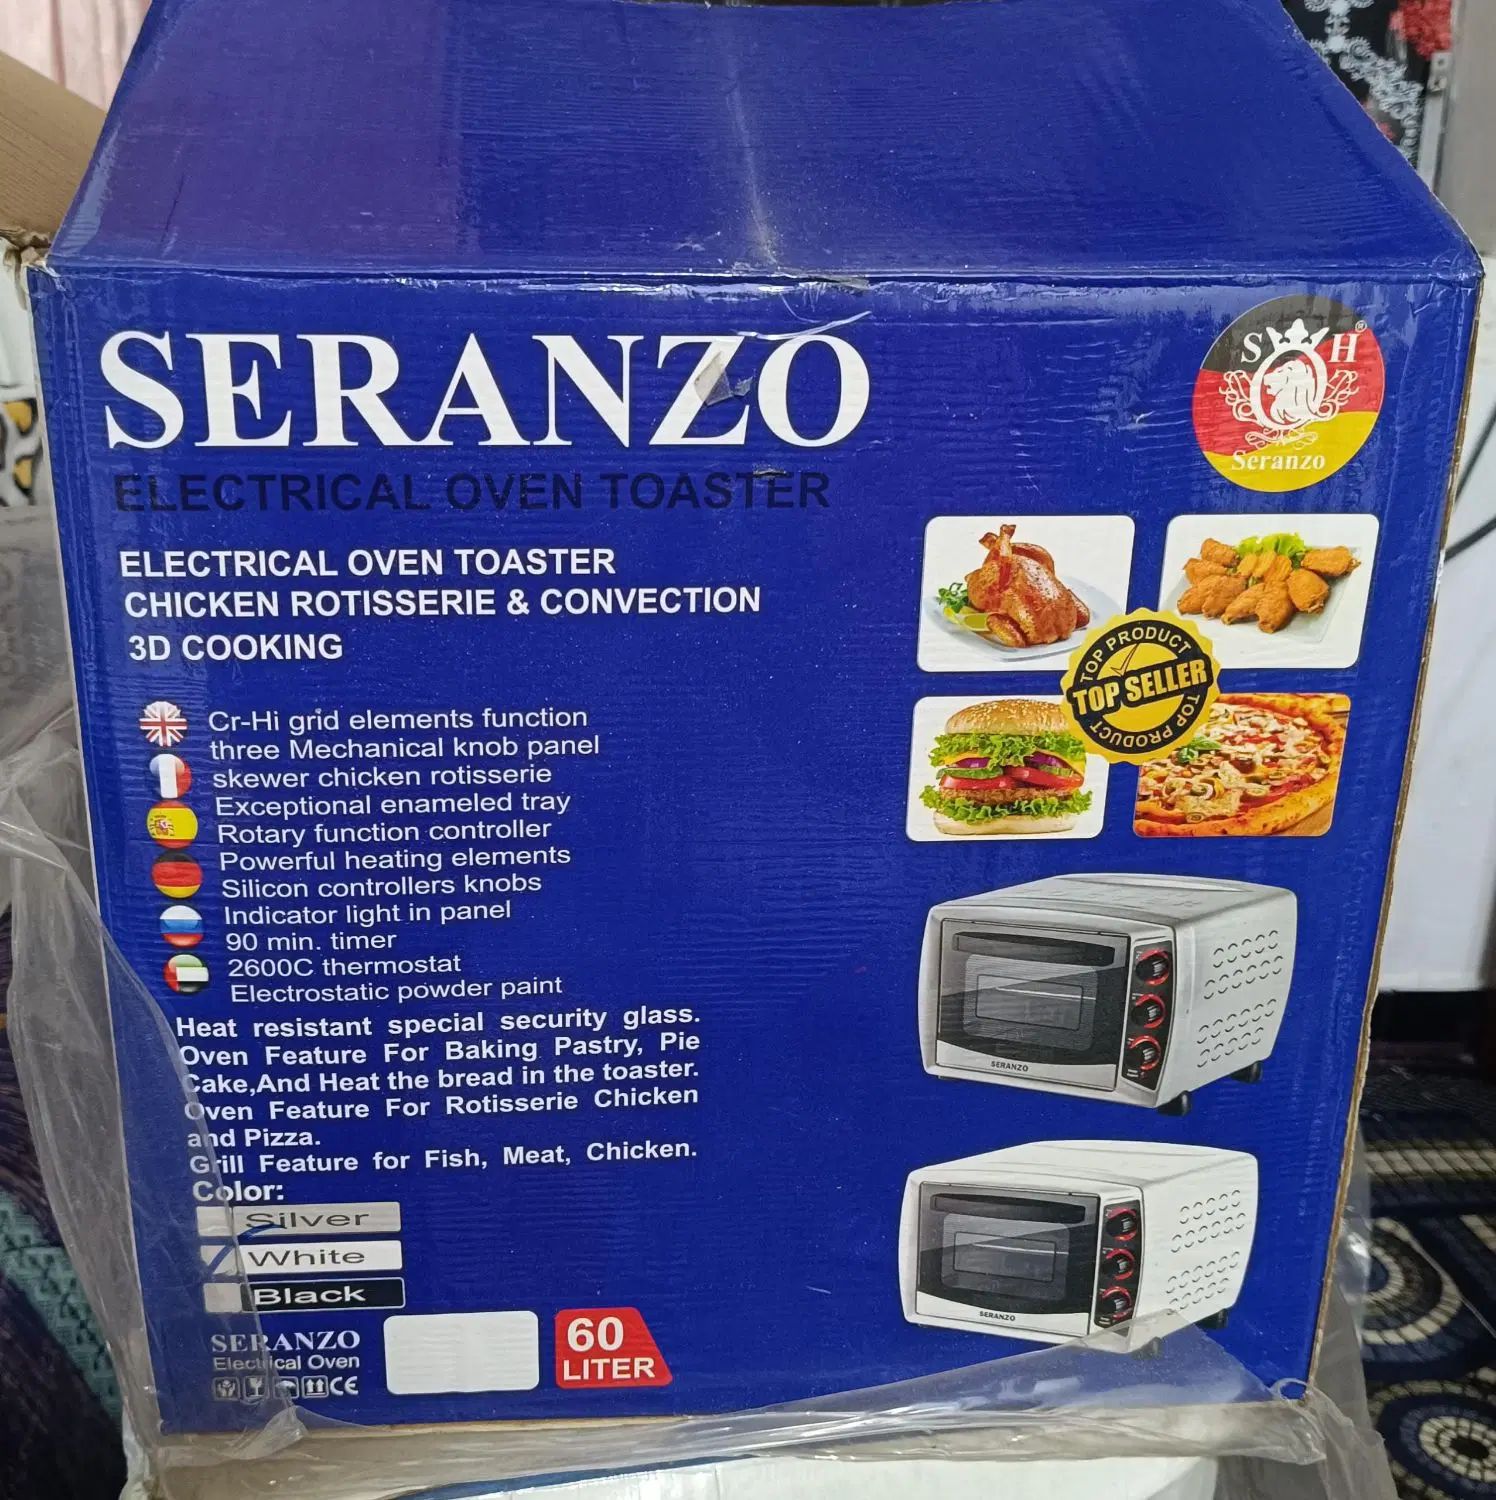 SERANZO
ELECTRICAL OVEN TOASTER
ELECTRICAL OVEN TOASTER
CHICKEN ROTISSERIE & CONVECTION
3D COOKING
S H
®
Seranzo
TOP PRODUCT
TOP SELLER
TOP PRODUCT
Cr-Hi grid elements function
three Mechanical knob panel
skewer chicken rotisserie
Exceptional enameled tray
Rotary function controller
Powerful heating elements
Silicon controllers knobs
Indicator light in panel
90 min. timer
2600C thermostat
Electrostatic powder paint
Heat resistant special security glass.
Oven Feature For Baking Pastry, Pie
Cake,And Heat the bread in the toaster.
Oven Feature For Rotisserie Chicken
and Pizza.
Grill Feature for Fish, Meat, Chicken.
Color:
Silver
White
Black
SERANZO
Electrical Oven
CE
60
LITER
SERANZO
SERANZO